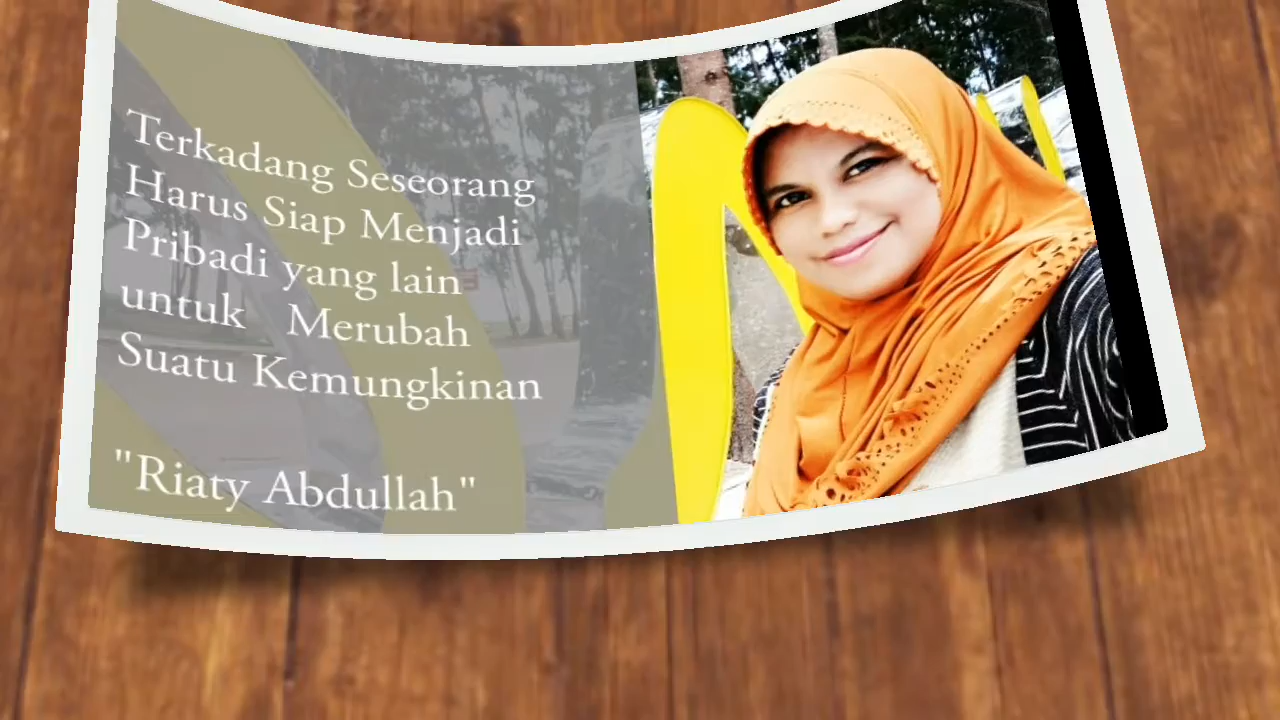 Terkadang Seseorang
Harus Siap Menjadi
Pribadi yang lain
untuk Merubah
Suatu Kemungkinan
"Riaty Abdullah"